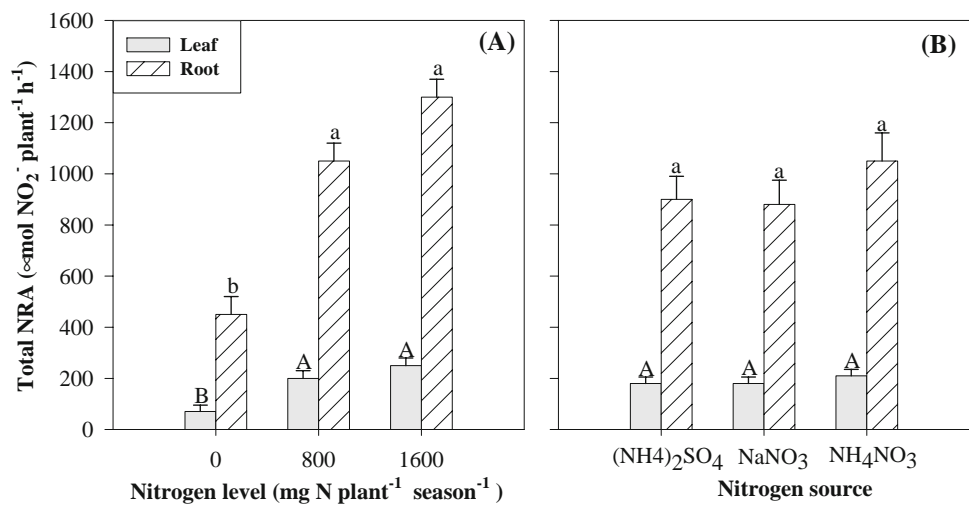 Total NRA (∝mol NO₂⁻ plant⁻¹ h⁻¹)
1600
1400
1200
1000
800
600
400
200
0
Leaf
Root
(A)
B
b
A
a
A
a
0
800
1600
Nitrogen level (mg N plant⁻¹ season⁻¹ )
(B)
A
a
A
a
A
a
(NH4)₂SO₄
NaNO₃
NH₄NO₃
Nitrogen source